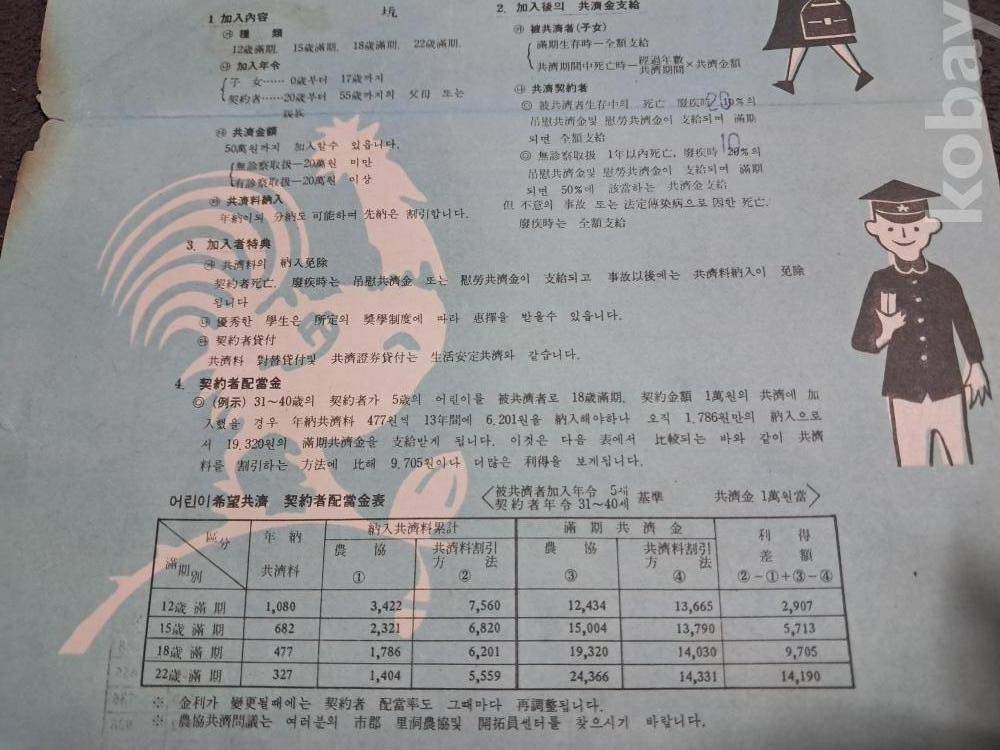 1 加入內容
㉮ 種 類
12歲滿期, 15歲滿期, 18歲滿期, 22歲滿期.
㉯ 加入年令
子 女…… 0歲부터 17歲까지
契約者……20歲부터 55歲까지의 父母 또는
親族
㉰ 共濟金額
50萬원까지 加入할수 있읍니다.
無診察取扱—20萬원 미만
有診察取扱—20萬원 이상
㉱ 共濟料納入
年納이의 分納도 可能하며 先納은 割引합니다.
2. 加入後의 共濟金支給
㉮ 被共濟者(子女)
滿期生存時—全額支給
共濟期間中死亡時—經過年數/共濟期間×共濟金額
㉯ 共濟契約者
◎ 被共濟者生存中의 死亡 廢疾時 20%의
吊慰共濟金및 慰勞共濟金이 支給되며 滿期
되면 全額支給
◎ 無診察取扱 1年以內死亡, 廢疾時 10%의
吊慰共濟金및 慰勞共濟金이 支給되며 滿期
되면 50%에 該當하는 共濟金支給
但 不意의 事故 또는 法定傳染病으로 因한 死亡.
廢疾時는 全額支給
3. 加入者特典
㉮ 共濟料의 納入免除
契約者死亡. 廢疾時는 吊慰共濟金 또는 慰勞共濟金이 支給되고 事故以後에는 共濟料納入이 免除
됩니다
㉯ 優秀한 學生은 所定의 奬學制度에 따라 惠擇을 받을수 있읍니다.
㉰ 契約者貸付
共濟料 對替貸付및 共濟證券貸付는 生活安定共濟와 같습니다.
4. 契約者配當金
◎ (例示) 31~40歲의 契約者가 5歲의 어린이를 被共濟者로 18歲滿期, 契約金額 1萬원의 共濟에 加
入했을 경우 年納共濟料 477원씩 13年間에 6.201원을 納入해야하나 오직 1.786원만의 納入으로
서 19.320원의 滿期共濟金을 支給받게 됩니다. 이것은 다음 表에서 比較되는 바와 같이 共濟
料를 割引하는 方法에 比해 9.705원이나 더많은 利得을 보게됩니다.
어린이希望共濟 契約者配當金表 〈被共濟者加入年令 5세 契約者年令 31~40세 基準 共濟金 1萬원當〉
區分 滿期別 年納 共濟料 納入共濟料累計 滿期共濟金 利得
農協 ① 共濟料割引方法 ② 農協 ③ 共濟料割引方法 ④ 差額 ②-①+③-④
12歲滿期 1,080 3,422 7,560 12,434 13,665 2,907
15歲滿期 682 2,321 6,820 15,004 13,790 5,713
18歲滿期 477 1,786 6,201 19,320 14,030 9,705
22歲滿期 327 1,404 5,559 24,366 14,331 14,190
※ 金利가 變更될때에는 契約者 配當率도 그때마다 再調整됩니다.
※ 農協共濟問議는 여러분의 市郡 里洞農協및 開拓員센터를 찾으시기 바랍니다.
kobay